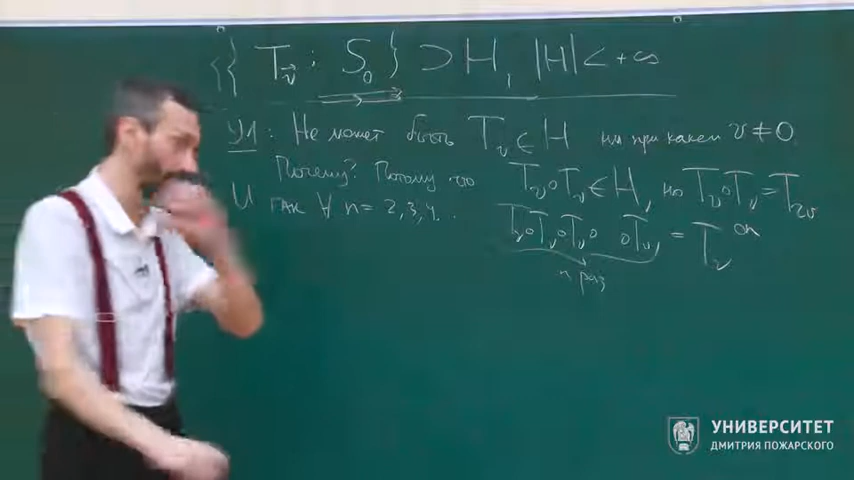 {{ T_v⃗ ; S_0 } ⊃ H, |H| < +∞
У1: Не может быть T_v ∈ H ни при каком v ≠ 0
Почему? Потому что T_v∘T_v ∈ H, но T_v∘T_v = T_2v
И так ∀ n = 2,3,4.. T_v∘T_v∘T_v∘ ∘T_v = T_v^∘n
n раз
УНИВЕРСИТЕТ
ДМИТРИЯ ПОЖАРСКОГО